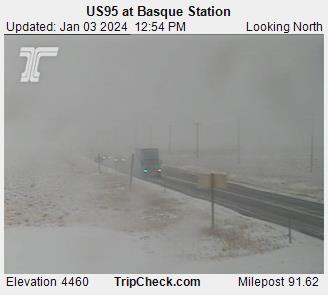 US95 at Basque Station
Updated: Jan 03 2024 12:54 PM Looking North
Elevation 4460 TripCheck.com Milepost 91.62